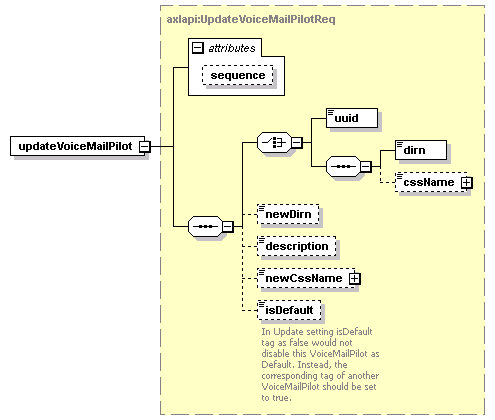 axlapi:UpdateVoiceMailPilotReq
attributes
sequence
updateVoiceMailPilot
uuid
dirn
cssName
newDirn
description
newCssName
isDefault
In Update setting isDefault
tag as false would not
disable this VoiceMailPilot as
Default. Instead, the
corresponding tag of another
VoiceMailPilot should be set
to true.